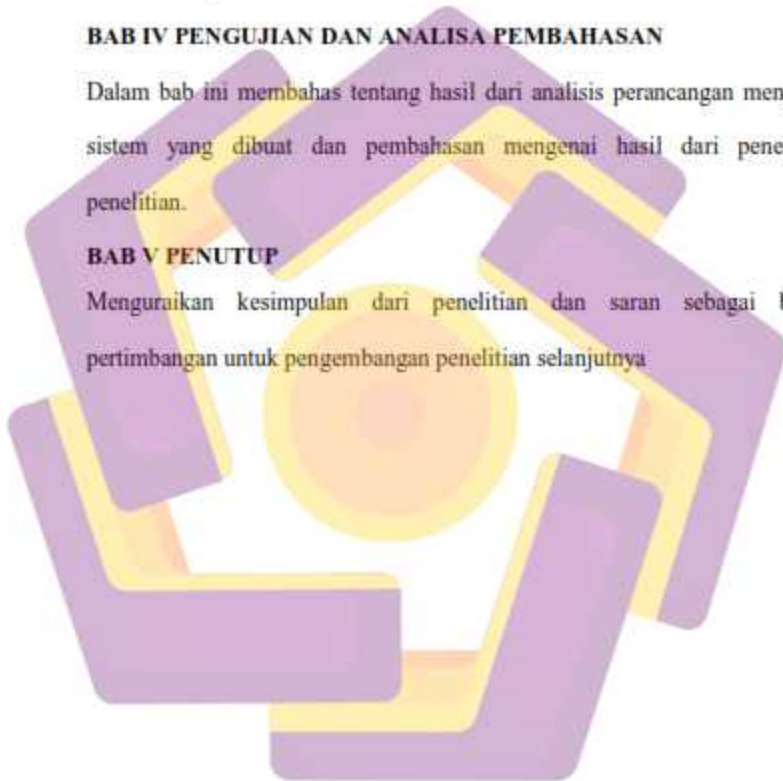 BAB IV PENGUJIAN DAN ANALISA PEMBAHASAN
Dalam bab ini membahas tentang hasil dari analisis perancangan
sistem yang dibuat dan pembahasan mengenai hasil dari
penelitian.
BAB V PENUTUP
Menguraikan kesimpulan dari penelitian dan saran sebagai
pertimbangan untuk pengembangan penelitian selanjutnya